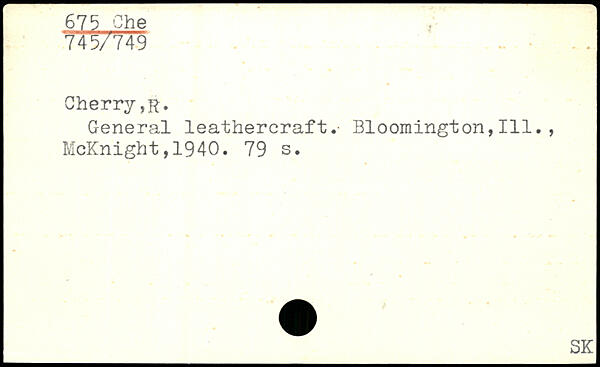 675 Che
745/749
Cherry,R.
General leathercraft. Bloomington,Ill.,
McKnight,1940. 79 s.
SK